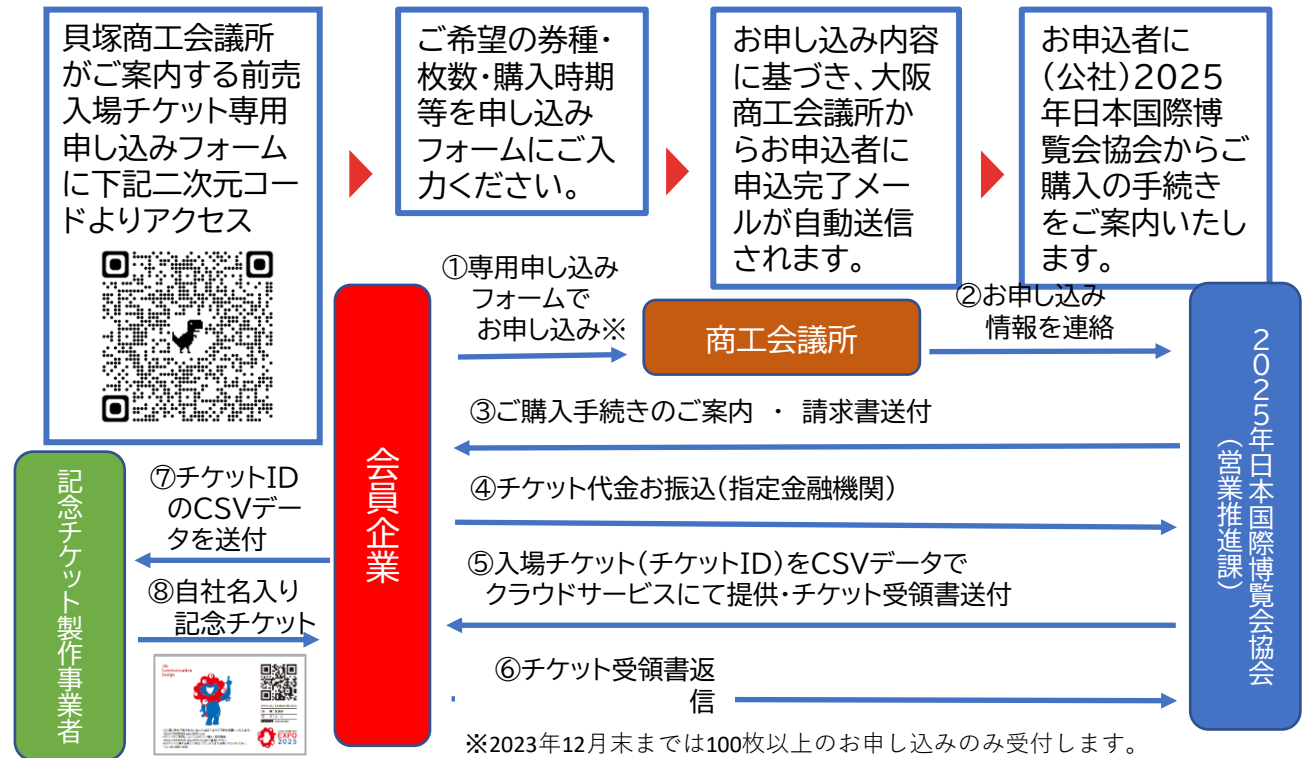 貝塚商工会議所
がご案内する前売
入場チケット専用
申し込みフォーム
に下記二次元コー
ドよりアクセス
ご希望の券種・
枚数・購入時期
等を申し込み
フォームにご入
力ください。
お申し込み内容
に基づき、大阪
商工会議所か
らお申込者に
申込完了メー
ルが自動送信
されます。
お申込者に
(公社)2025
年日本国際博
覧会協会からご
購入の手続き
をご案内いたし
ます。
①専用申し込み
フォームで
お申し込み※
商工会議所
②お申し込み
情報を連絡
2025年日本国際博覧会協会
(営業推進課)
会員企業
③ご購入手続きのご案内 ・ 請求書送付
④チケット代金お振込(指定金融機関)
⑤入場チケット(チケットID)をCSVデータで
クラウドサービスにて提供・チケット受領書送付
⑥チケット受領書返
信
記念チケット製作事業者
⑦チケットID
のCSVデー
タを送付
⑧自社名入り
記念チケット
EXPO
2025
※2023年12月末までは100枚以上のお申し込みのみ受付します。